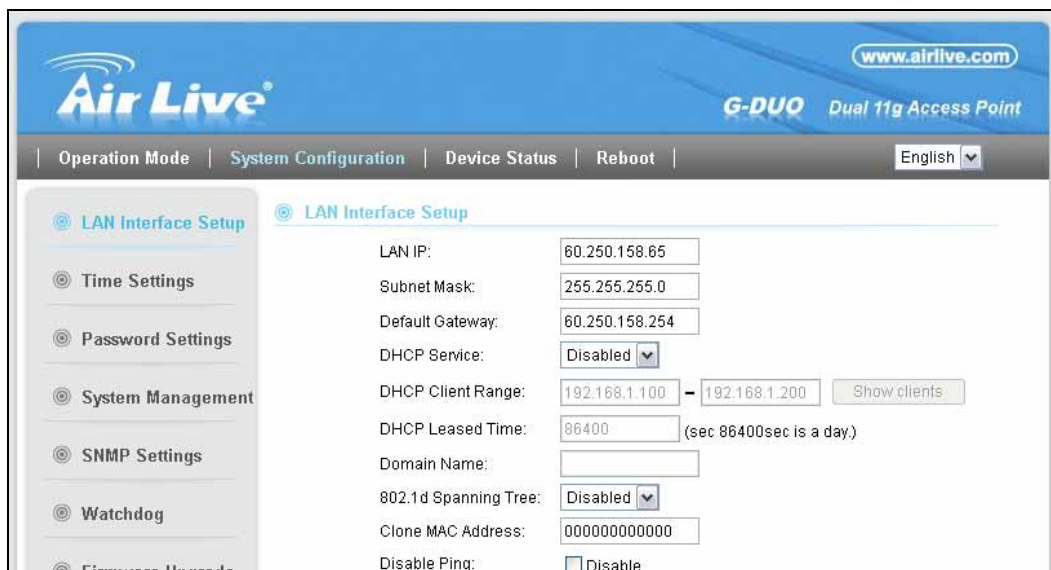 www.airlive.com
Air Live®
G-DUO Dual 11g Access Point
| Operation Mode | System Configuration | Device Status | Reboot | English
LAN Interface Setup
Time Settings
Password Settings
System Management
SNMP Settings
Watchdog
Firmware Upgrade
LAN Interface Setup
LAN IP: 60.250.158.65
Subnet Mask: 255.255.255.0
Default Gateway: 60.250.158.254
DHCP Service: Disabled
DHCP Client Range: 192.168.1.100 – 192.168.1.200 Show clients
DHCP Leased Time: 86400 (sec 86400sec is a day.)
Domain Name:
802.1d Spanning Tree: Disabled
Clone MAC Address: 000000000000
Disable Ping: Disable